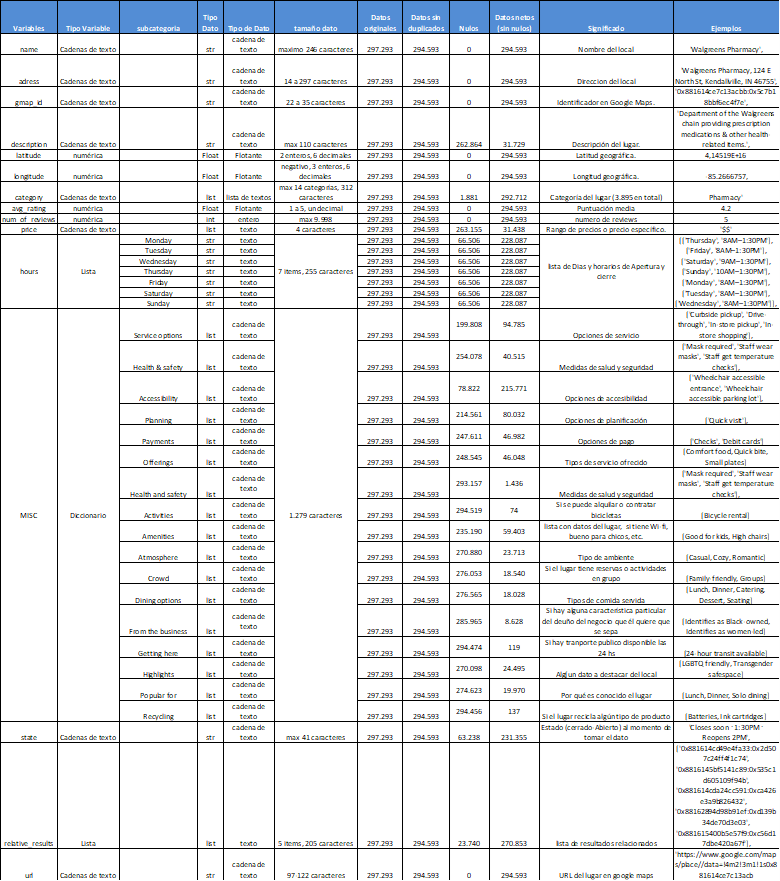 Variables Tipo Variable subcategoria Tipo Dato Tipo de Dato tamaño dato Datos originales Datos sin duplicados Nulos Datos netos (sin nulos) Significado Ejemplos
name Cadenas de texto str cadena de texto maximo 246 caracteres 297.293 294.593 0 294.593 Nombre del local 'Walgreens Pharmacy',
adress Cadenas de texto str cadena de texto 14 a 297 caracteres 297.293 294.593 0 294.593 Direccion del local 'Walgreens Pharmacy, 124 E North St, Kendallville, IN 46755',
gmap_id Cadenas de texto str cadena de texto 22 a 35 caracteres 297.293 294.593 0 294.593 Identificador en Google Maps. '0x881614ce7c13acbb:0x5c7b18bbf6ec4f7e',
description Cadenas de texto str cadena de texto max 110 caracteres 297.293 294.593 262.864 31.729 Descripción del lugar. 'Department of the Walgreens chain providing prescription medications & other health-related items.',
latitude numérica Float Flotante 2 enteros, 6 decimales 297.293 294.593 0 294.593 Latitud geográfica. 4,14519E+16
longitude numérica Float Flotante negativo, 3 enteros, 6 decimales 297.293 294.593 0 294.593 Longitud geográfica. -85.2666757,
category Cadenas de texto list lista de textos max 14 categorias, 312 caracteres 297.293 294.593 1.881 292.712 Categoria del lugar (3.895 en total) Pharmacy'
avg_rating numérica Float Flotante 1 a 5, un decimal 297.293 294.593 0 294.593 Puntuación media 4.2
num_of_reviews numérica int entero max 9.998 297.293 294.593 0 294.593 numero de reviews 5
price Cadenas de texto list texto 4 caracteres 297.293 294.593 263.155 31.438 Rango de precios o precio específico. '$$'
hours Lista 7 items, 255 caracteres lista de Dias y horarios de Apertura y cierre
Monday str texto 297.293 294.593 66.506 228.087 [['Thursday', '8AM–1:30PM'],
Tuesday str texto 297.293 294.593 66.506 228.087 ['Friday', '8AM–1:30PM'],
Wednesday str texto 297.293 294.593 66.506 228.087 ['Saturday', '9AM–1:30PM'],
Thursday str texto 297.293 294.593 66.506 228.087 ['Sunday', '10AM–1:30PM'],
Friday str texto 297.293 294.593 66.506 228.087 ['Monday', '8AM–1:30PM'],
Saturday str texto 297.293 294.593 66.506 228.087 ['Tuesday', '8AM–1:30PM'],
Sunday str texto 297.293 294.593 66.506 228.087 ['Wednesday', '8AM–1:30PM']],
MISC Diccionario 1.279 caracteres
Service options list cadena de texto 297.293 294.593 199.808 94.785 Opciones de servicio ['Curbside pickup', 'Drive-through', 'In-store pickup', 'In-store shopping'],
Health & safety list cadena de texto 297.293 294.593 254.078 40.515 Medidas de salud y seguridad ['Mask required', 'Staff wear masks', 'Staff get temperature checks'],
Accessibility list cadena de texto 297.293 294.593 78.822 215.771 Opciones de accesibilidad ['Wheelchair accessible entrance', 'Wheelchair accessible parking lot'],
Planning list cadena de texto 297.293 294.593 214.561 80.032 Opciones de planificación ['Quick visit'],
Payments list cadena de texto 297.293 294.593 247.611 46.982 Opciones de pago ['Checks', 'Debit cards']
Offerings list cadena de texto 297.293 294.593 248.545 46.048 Tipos de servicio ofrecido [Comfort food, Quick bite, Small plates]
Health and safety list cadena de texto 297.293 294.593 293.157 1.436 Medidas de salud y seguridad ['Mask required', 'Staff wear masks', 'Staff get temperature checks'],
Activities list cadena de texto 297.293 294.593 294.519 74 Si se puede alquilar o contratar bicicletas [Bicycle rental]
Amenities list cadena de texto 297.293 294.593 235.190 59.403 lista con datos del lugar, si tiene Wi-fi, bueno para chicos, etc. [Good for kids, High chairs]
Atmosphere list cadena de texto 297.293 294.593 270.880 23.713 Tipo de ambiente [Casual, Cozy, Romantic]
Crowd list cadena de texto 297.293 294.593 276.053 18.540 Si el lugar tiene reservas o actividades en grupo [Family-friendly, Groups]
Dining options list cadena de texto 297.293 294.593 276.565 18.028 Tipos de comida servida [Lunch, Dinner, Catering, Dessert, Seating]
From the business list cadena de texto 297.293 294.593 285.965 8.628 Si hay alguna característica particular del deuño del negocio que él quiere que se sepa [Identifies as Black-owned, Identifies as women-led]
Getting here list cadena de texto 297.293 294.593 294.474 119 Si hay tranporte publico disponible las 24 hs [24-hour transit available]
Highlights list cadena de texto 297.293 294.593 270.098 24.495 Algún dato a destacar del local [LGBTQ friendly, Transgender safespace]
Popular for list cadena de texto 297.293 294.593 274.623 19.970 Por qué es conocido el lugar [Lunch, Dinner, Solo dining]
Recycling list cadena de texto 297.293 294.593 294.456 137 Si el lugar recicla algún tipo de producto [Batteries, Ink cartridges]
state Cadenas de texto str cadena de texto max 41 caracteres 297.293 294.593 63.238 231.355 Estado (cerrado-Abierto) al momento de tomar el dato 'Closes soon ⋅ 1:30PM ⋅ Reopens 2PM',
relative_results Lista list texto 5 items, 205 caracteres 297.293 294.593 23.740 270.853 lista de resultados relacionados ['0x881614cd49e4fa33:0x2d507c24ff4f1c74', '0x8816145bf5141c89:0x535c1d605109f94b', '0x881614cda24cc591:0xca426e3a9b826432', '0x88162894d98b91ef:0xd139b34de70d3e03', '0x881615400b5e57f9:0xc56d17dbe420a67f'],
url Cadenas de texto str cadena de texto 97-122 caracteres 297.293 294.593 0 294.593 URL del lugar en google maps 'https://www.google.com/maps/place//data=!4m2!3m1!1s0x881614ce7c13acb